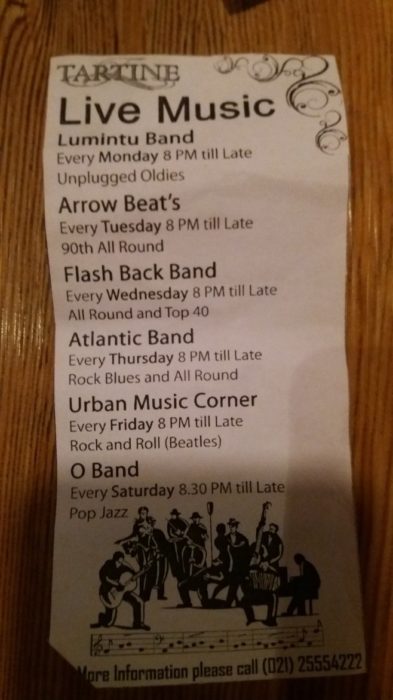 TARTINE
Live Music
Lumintu Band
Every Monday 8 PM till Late
Unplugged Oldies
Arrow Beat's
Every Tuesday 8 PM till Late
90th All Round
Flash Back Band
Every Wednesday 8 PM till Late
All Round and Top 40
Atlantic Band
Every Thursday 8 PM till Late
Rock Blues and All Round
Urban Music Corner
Every Friday 8 PM till Late
Rock and Roll (Beatles)
O Band
Every Saturday 8.30 PM till Late
Pop Jazz
More Information please call (021) 25554222